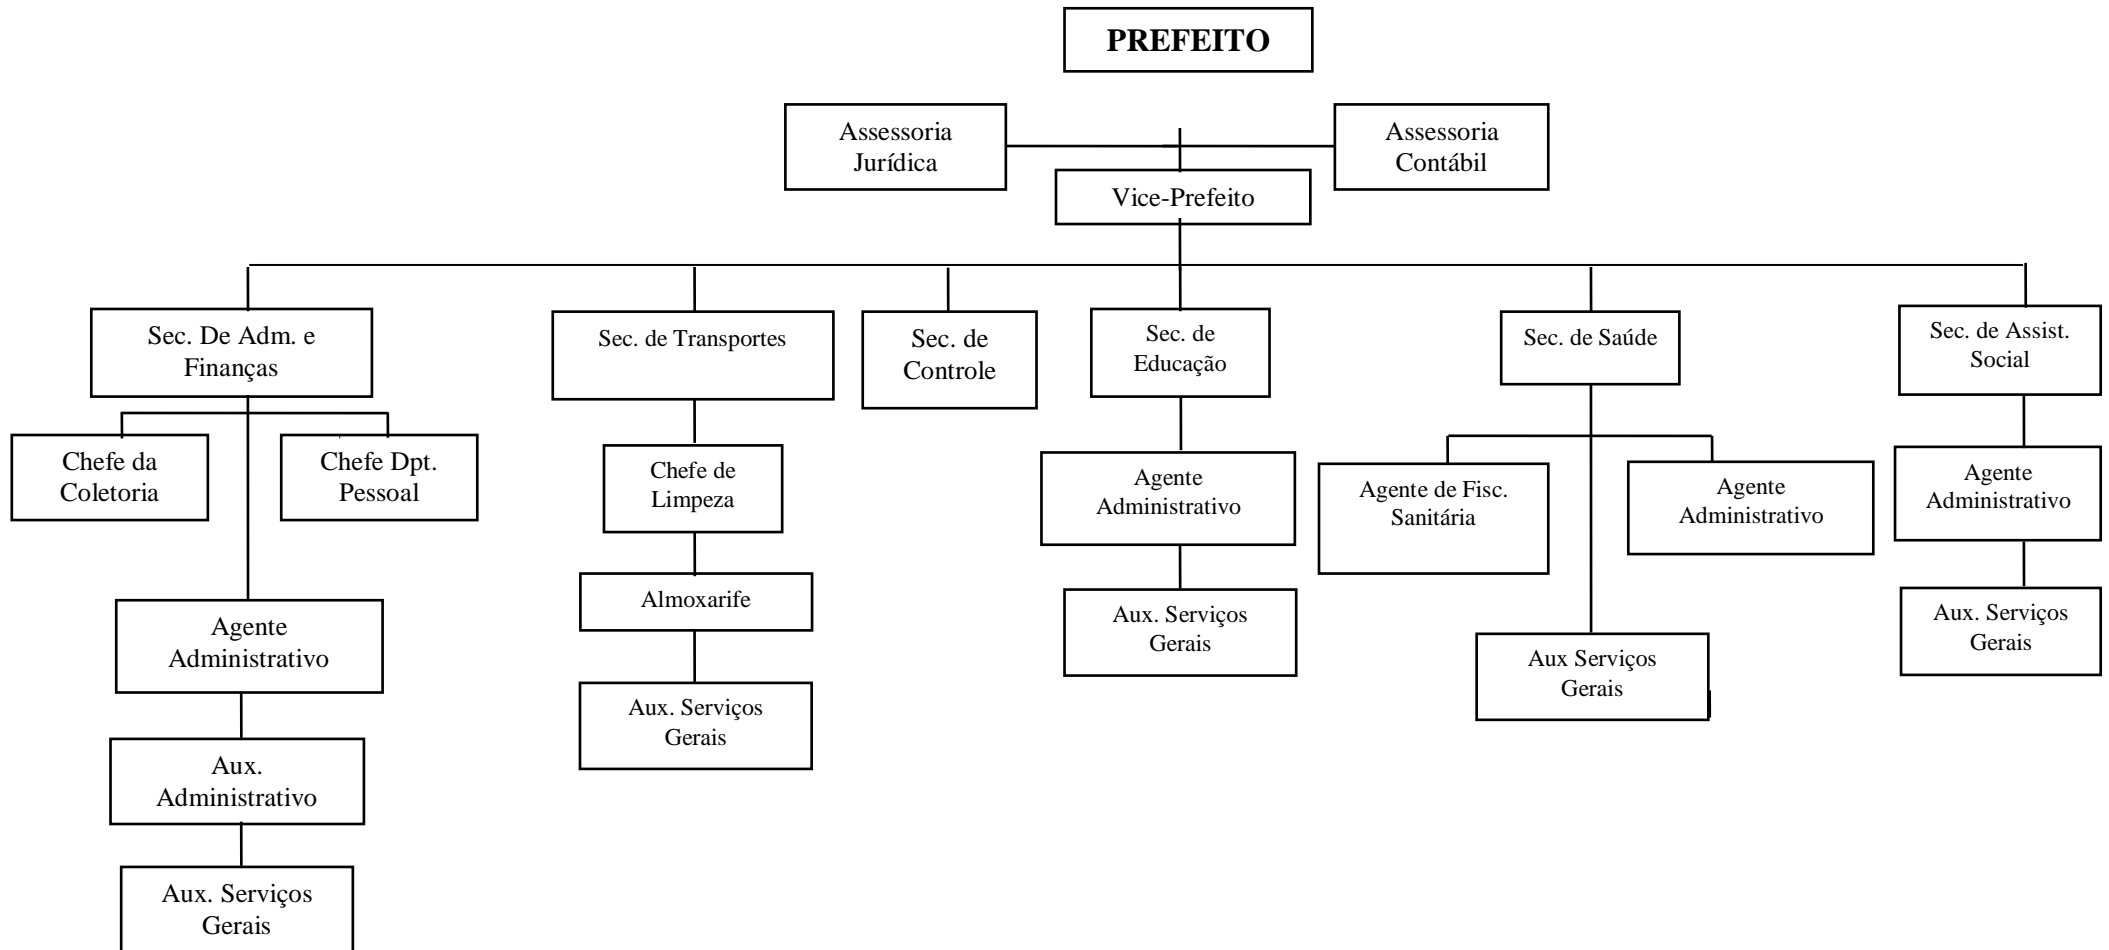 PREFEITO
Assessoria
Jurídica
Assessoria
Contábil
Vice-Prefeito
Sec. De Adm. e
Finanças
Sec. de Transportes
Sec. de
Controle
Sec. de
Educação
Sec. de Saúde
Sec. de Assist.
Social
Chefe da
Coletoria
Chefe Dpt.
Pessoal
Chefe de
Limpeza
Agente
Administrativo
Agente de Fisc.
Sanitária
Agente
Administrativo
Agente
Administrativo
Agente
Administrativo
Almoxarife
Aux. Serviços
Gerais
Aux Serviços
Gerais
Aux. Serviços
Gerais
Aux. Serviços
Gerais
Aux.
Administrativo
Aux. Serviços
Gerais